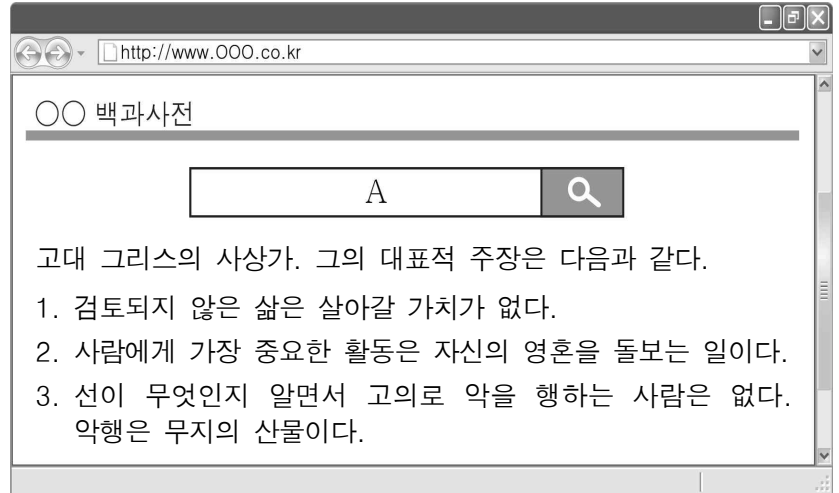 http://www.OOO.co.kr
○○ 백과사전
A
고대 그리스의 사상가. 그의 대표적 주장은 다음과 같다.
1. 검토되지 않은 삶은 살아갈 가치가 없다.
2. 사람에게 가장 중요한 활동은 자신의 영혼을 돌보는 일이다.
3. 선이 무엇인지 알면서 고의로 악을 행하는 사람은 없다.
악행은 무지의 산물이다.